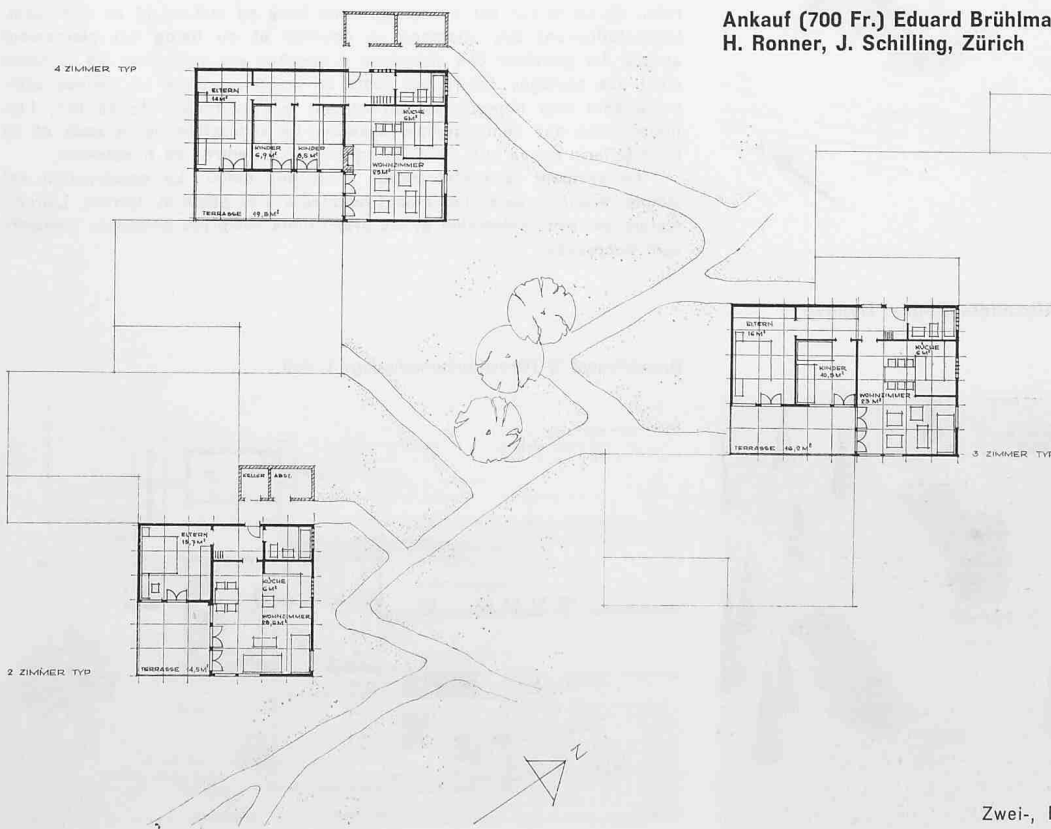 Ankauf (700 Fr.) Eduard Brühlma
H. Ronner, J. Schilling, Zürich
4 ZIMMER TYP
ELTERN
14 M²
KINDER
6,9 M²
KINDER
8,5 M²
KÜCHE
6 M²
WOHNZIMMER
23 M²
TERRASSE 19,8 M²
ELTERN
16 M²
KINDER
10,5 M²
KÜCHE
6 M²
WOHNZIMMER
23 M²
TERRASSE 16,2 M²
3 ZIMMER TYP
KELLER ABST.
ELTERN
15,7 M²
KÜCHE
6 M²
WOHNZIMMER
TERRASSE 14,5 M²
2 ZIMMER TYP
N
Zwei-,